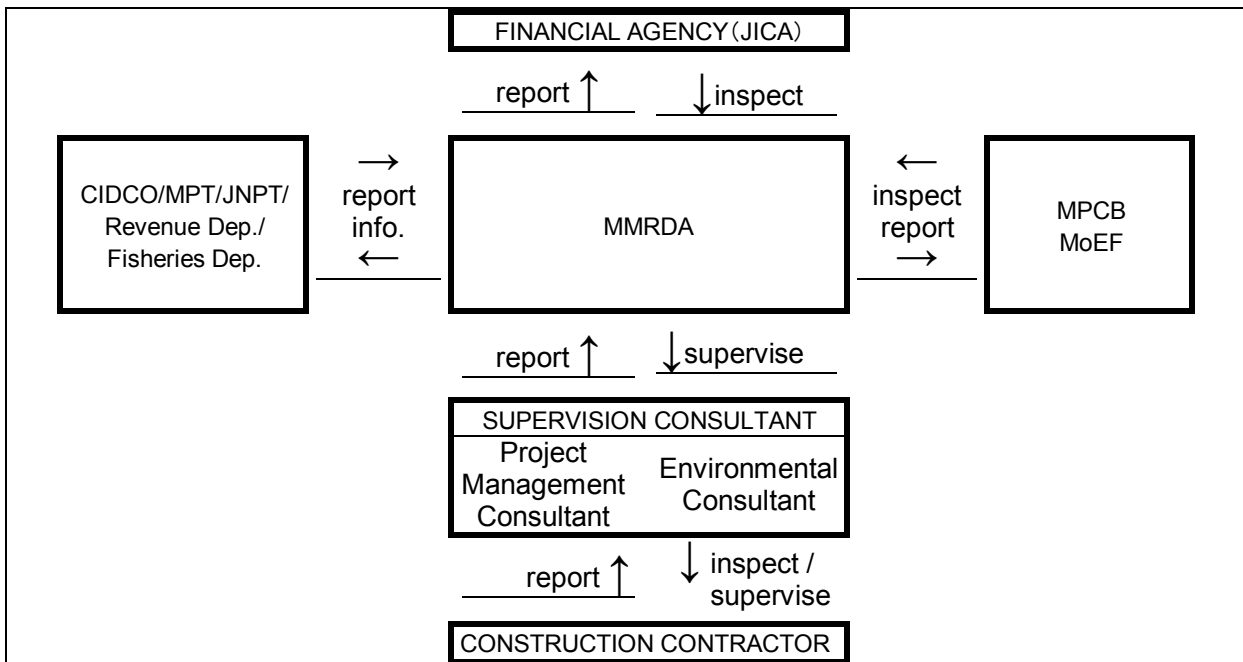 FINANCIAL AGENCY(JICA)
report ↑ ↓ inspect
CIDCO/MPT/JNPT/
Revenue Dep./
Fisheries Dep.
→
report
info.
←
MMRDA
←
inspect
report
→
MPCB
MoEF
report ↑ ↓ supervise
SUPERVISION CONSULTANT
Project
Management
Consultant
Environmental
Consultant
report ↑ ↓ inspect /
supervise
CONSTRUCTION CONTRACTOR